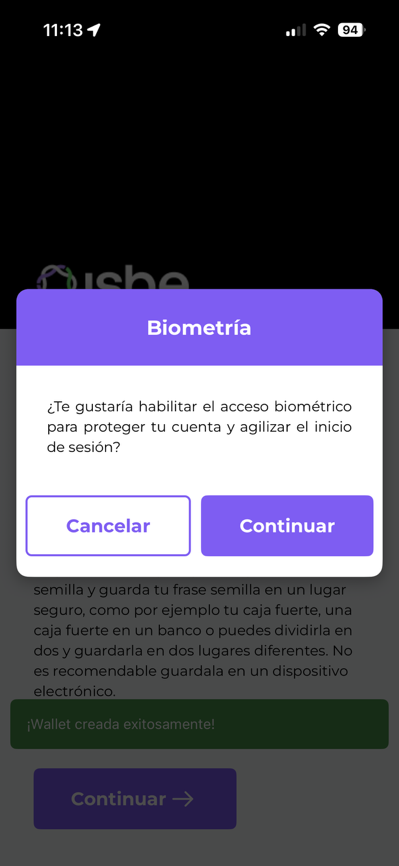 11:13
94
Biometría
¿Te gustaría habilitar el acceso biométrico
para proteger tu cuenta y agilizar el inicio
de sesión?
Cancelar
Continuar
semilla y guarda tu frase semilla en un lugar
seguro, como por ejemplo tu caja fuerte, una
caja fuerte en un banco o puedes dividirla en
dos y guardarla en dos lugares diferentes. No
es recomendable guardala en un dispositivo
electrónico.
¡Wallet creada exitosamente!
Continuar